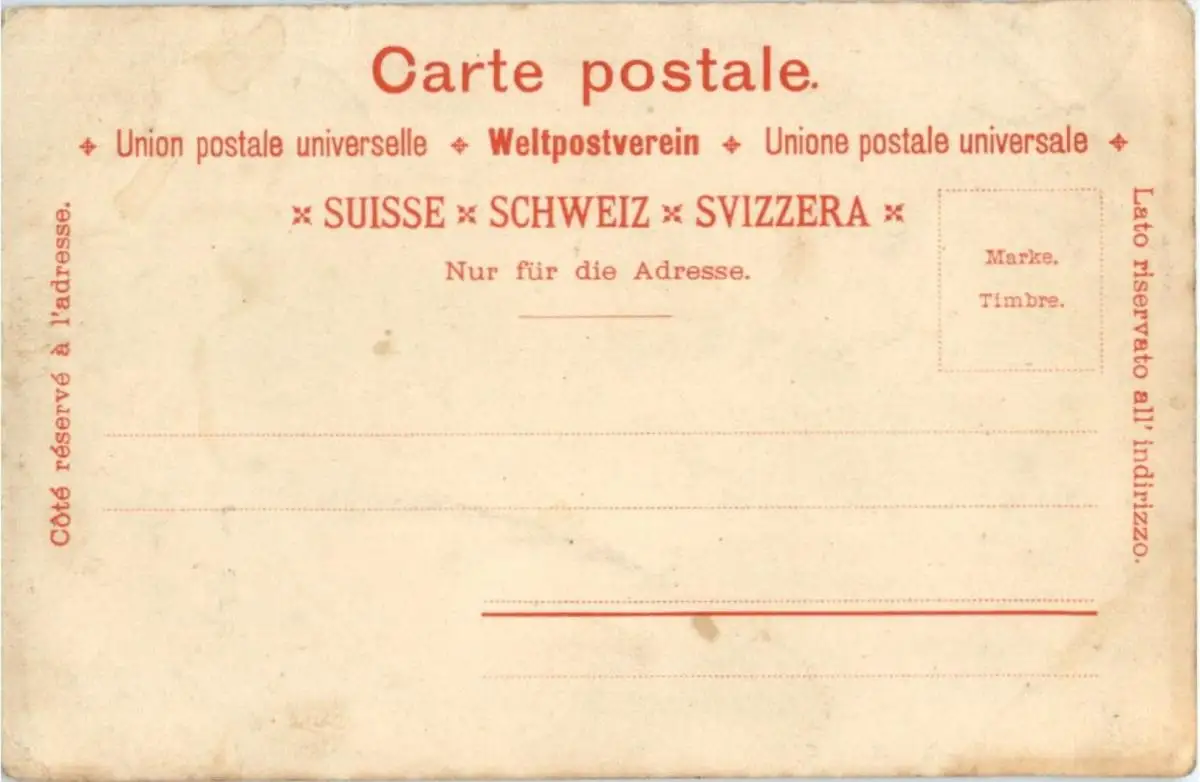 Carte postale.
Union postale universelle Weltpostverein Unione postale universale
SUISSE SCHWEIZ SVIZZERA
Nur für die Adresse.
Marke.
Timbre.
Côté réservé à l'adresse.
Lato riservato all' indirizzo.